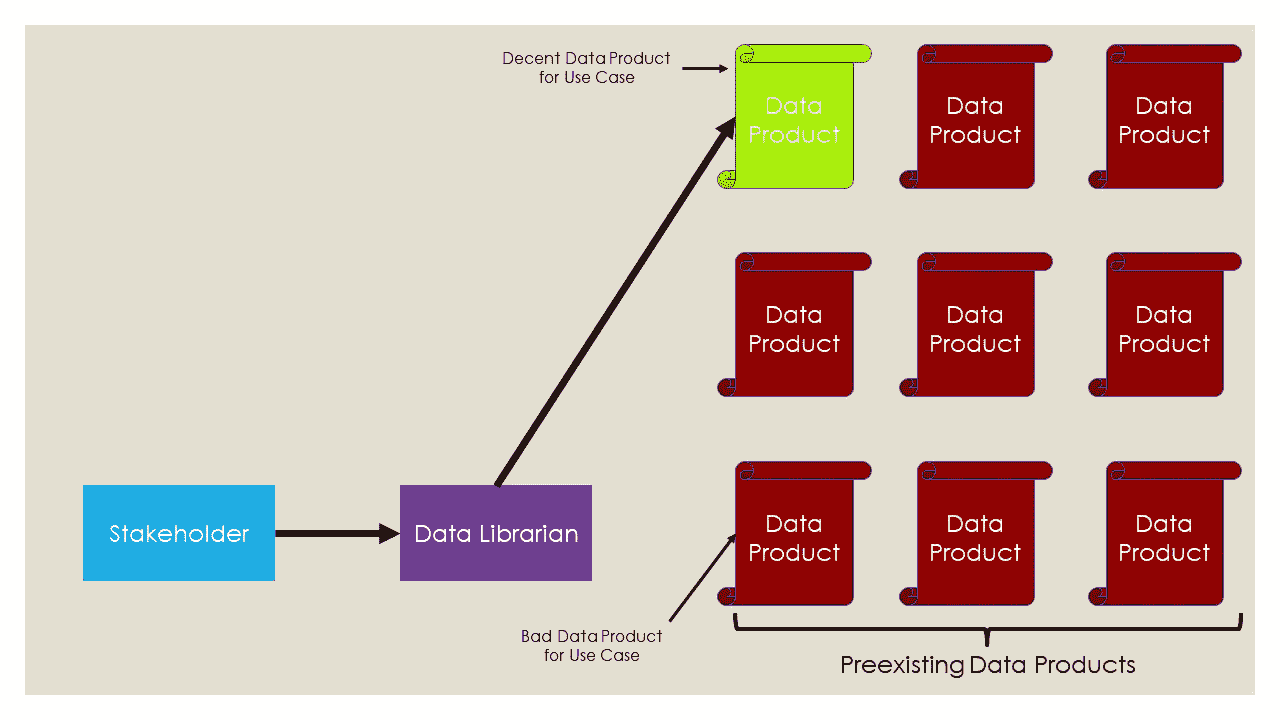 Decent Data Product
for Use Case
Data
Product
Data
Product
Data
Product
Data
Product
Data
Product
Data
Product
Stakeholder
Data Librarian
Data
Product
Data
Product
Data
Product
Bad Data Product
for Use Case
Preexisting Data Products